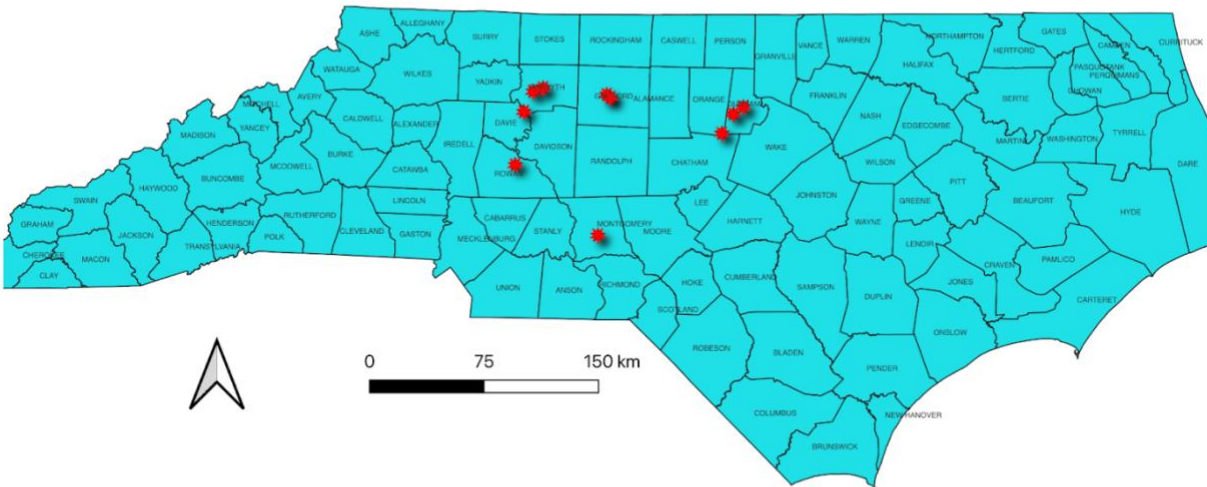 ALLEGHANY
ASHE
SURRY
STOKES
ROCKINGHAM
CASWELL
PERSON
GRANVILLE
VANCE
WARREN
NORTHAMPTON
HERTFORD
GATES
CAMDEN
CURRITUCK
WATAUGA
WILKES
YADKIN
HALIFAX
PASQUOTANK
PERQUIMANS
CHOWAN
MITCHELL
AVERY
CALDWELL
ALEXANDER
IREDELL
DAVIE
ALAMANCE
ORANGE
FRANKLIN
NASH
EDGECOMBE
BERTIE
MARTIN
WASHINGTON
TYRRELL
DARE
MADISON
YANCEY
MCDOWELL
BURKE
CATAWBA
DAVIDSON
RANDOLPH
CHATHAM
WAKE
WILSON
HAYWOOD
BUNCOMBE
SWAIN
GRAHAM
HENDERSON
RUTHERFORD
LINCOLN
CLEVELAND
GASTON
CABARRUS
MECKLENBURG
STANLY
MONTGOMERY
MOORE
LEE
HARNETT
JOHNSTON
GREENE
PITT
BEAUFORT
HYDE
CHEROKEE
CLAY
MACON
JACKSON
TRANSYLVANIA
POLK
WAYNE
LENOIR
CRAVEN
PAMLICO
UNION
ANSON
RICHMOND
HOKE
SCOTLAND
CUMBERLAND
SAMPSON
DUPLIN
JONES
CARTERET
ONSLOW
ROBESON
BLADEN
PENDER
COLUMBUS
NEW HANOVER
BRUNSWICK
0 75 150 km